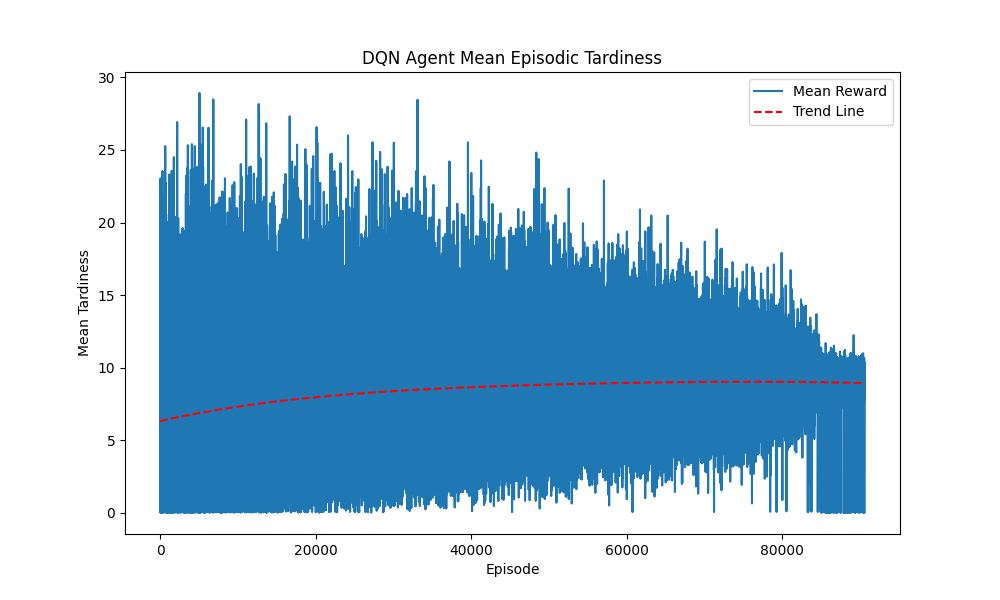 DQN Agent Mean Episodic Tardiness
Mean Reward
Trend Line
Mean Tardiness
30
25
20
15
10
5
0
0 20000 40000 60000 80000
Episode